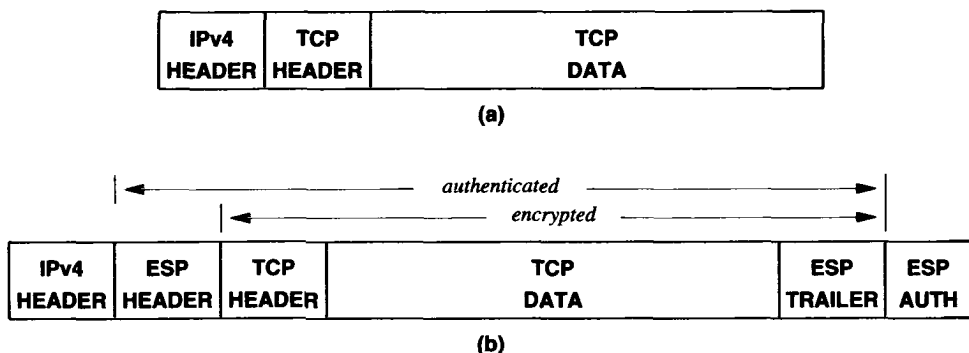 IPv4 TCP TCP
HEADER HEADER DATA
(a)
authenticated
encrypted
IPv4 ESP TCP TCP ESP ESP
HEADER HEADER HEADER DATA TRAILER AUTH
(b)